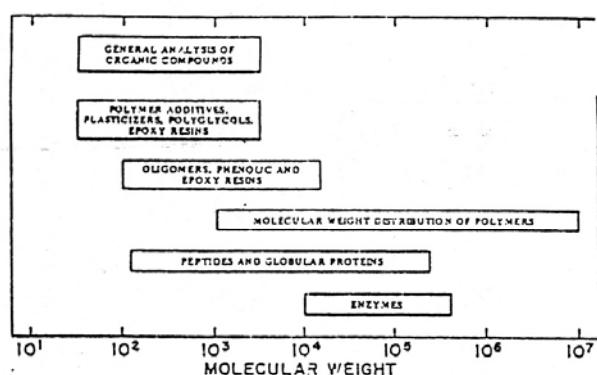 GENERAL ANALYSIS OF
ORGANIC COMPOUNDS
POLYMER ADDITIVES,
PLASTICIZERS, POLYGLYCOLS,
EPOXY RESINS
OLIGOMERS, PHENOLIC AND
EPOXY RESINS
MOLECULAR WEIGHT DISTRIBUTION OF POLYMERS
PEPTIDES AND GLOBULAR PROTEINS
ENZYMES
10¹ 10² 10³ 10⁴ 10⁵ 10⁶ 10⁷
MOLECULAR WEIGHT